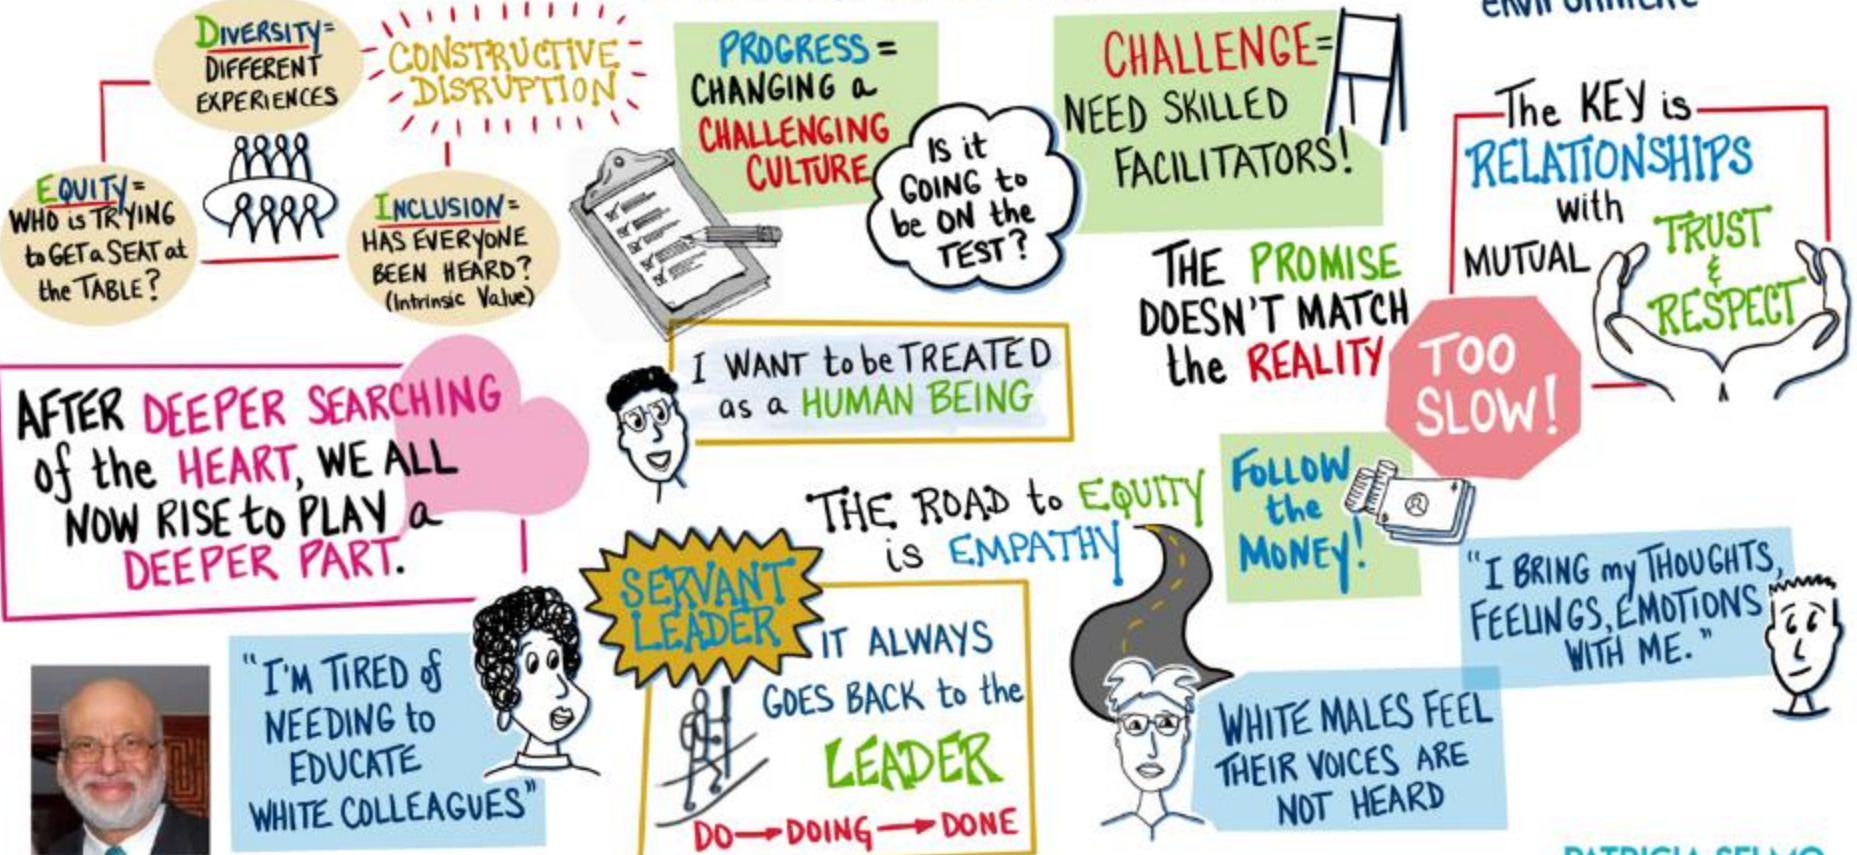 environment
DIVERSITY=
DIFFERENT
EXPERIENCES
CONSTRUCTIVE
DISRUPTION
EQUITY=
WHO is TRYING
to GET a SEAT at
the TABLE?
INCLUSION=
HAS EVERYONE
BEEN HEARD?
(Intrinsic Value)
PROGRESS =
CHANGING a
CHALLENGING
CULTURE
Is it
GOING to
be ON the
TEST?
CHALLENGE=
NEED SKILLED
FACILITATORS!
The KEY is
RELATIONSHIPS
with
MUTUAL
TRUST
&
RESPECT
THE PROMISE
DOESN'T MATCH
the REALITY
TOO
SLOW!
AFTER DEEPER SEARCHING
of the HEART, WE ALL
NOW RISE to PLAY a
DEEPER PART.
I WANT to be TREATED
as a HUMAN BEING
THE ROAD to EQUITY
is EMPATHY
FOLLOW
the
MONEY!
"I BRING my THOUGHTS,
FEELINGS, EMOTIONS
WITH ME."
"I'M TIRED of
NEEDING to
EDUCATE
WHITE COLLEAGUES"
SERVANT
LEADER
IT ALWAYS
GOES BACK to the
LEADER
DO→DOING→DONE
WHITE MALES FEEL
THEIR VOICES ARE
NOT HEARD
PATRICIA SELMO